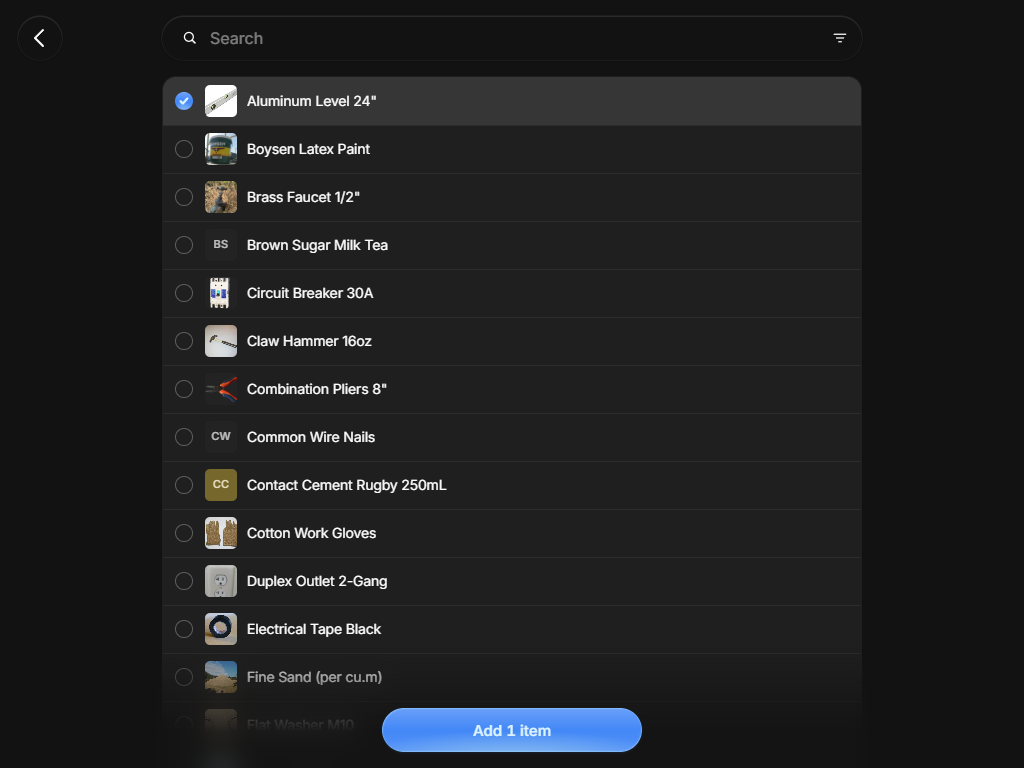 Search
Aluminum Level 24"
Boysen Latex Paint
Brass Faucet 1/2"
BS
Brown Sugar Milk Tea
Circuit Breaker 30A
Claw Hammer 16oz
Combination Pliers 8"
CW
Common Wire Nails
CC
Contact Cement Rugby 250mL
Cotton Work Gloves
Duplex Outlet 2-Gang
Electrical Tape Black
Fine Sand (per cu.m)
Flat Washer M10
Add 1 item